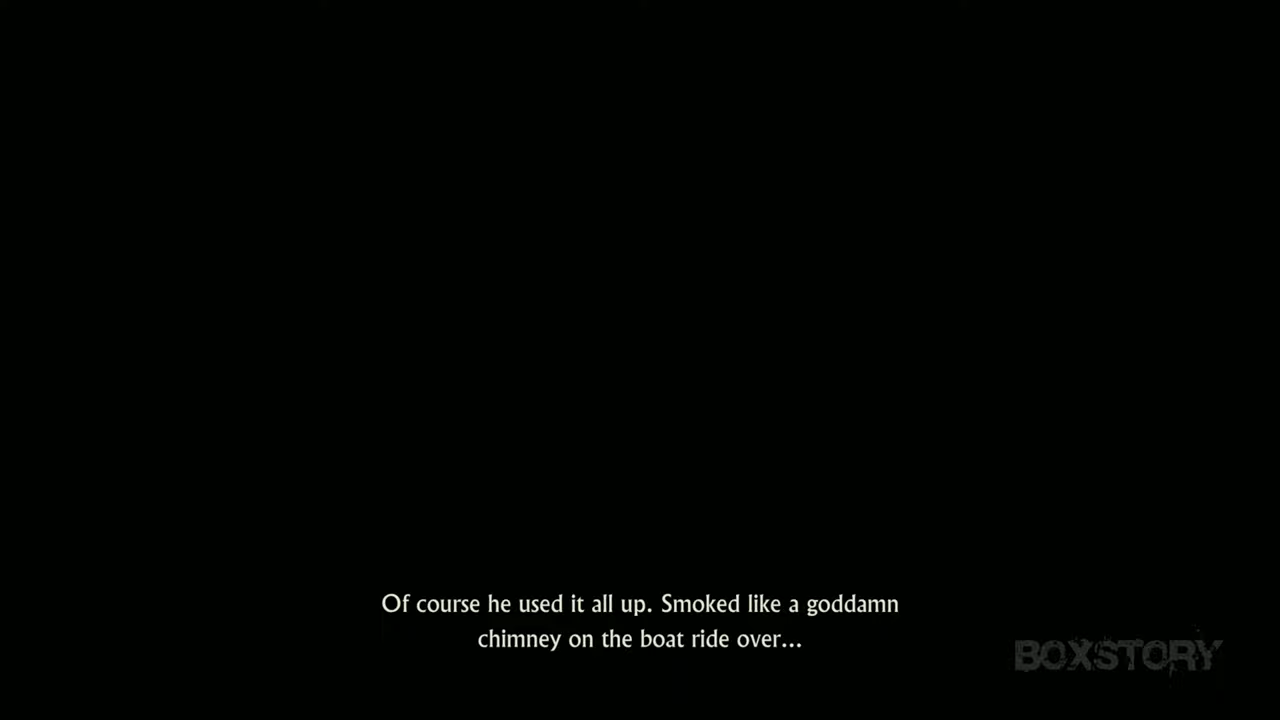 Of course he used it all up. Smoked like a goddamn
chimney on the boat ride over...
BOXSTORY